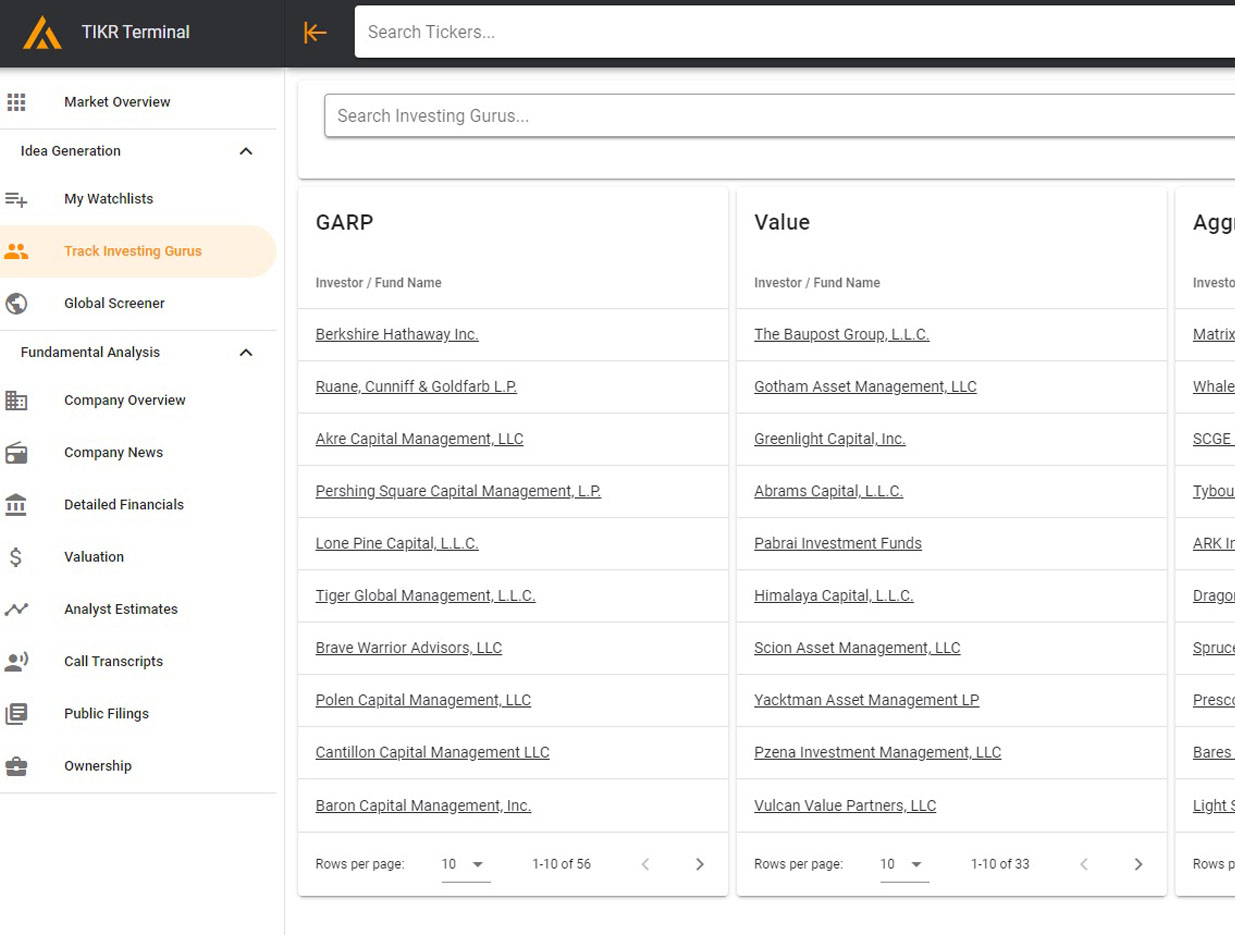 TIKR Terminal
Search Tickers...
Market Overview
Idea Generation
My Watchlists
Track Investing Gurus
Global Screener
Fundamental Analysis
Company Overview
Company News
Detailed Financials
Valuation
Analyst Estimates
Call Transcripts
Public Filings
Ownership
Search Investing Gurus...
GARP
Investor / Fund Name
Berkshire Hathaway Inc.
Ruane, Cunniff & Goldfarb L.P.
Akre Capital Management, LLC
Pershing Square Capital Management, L.P.
Lone Pine Capital, L.L.C.
Tiger Global Management, L.L.C.
Brave Warrior Advisors, LLC
Polen Capital Management, LLC
Cantillon Capital Management LLC
Baron Capital Management, Inc.
Rows per page: 10 1-10 of 56
Value
Investor / Fund Name
The Baupost Group, L.L.C.
Gotham Asset Management, LLC
Greenlight Capital, Inc.
Abrams Capital, L.L.C.
Pabrai Investment Funds
Himalaya Capital, L.L.C.
Scion Asset Management, LLC
Yacktman Asset Management LP
Pzena Investment Management, LLC
Vulcan Value Partners, LLC
Rows per page: 10 1-10 of 33
Matrix
Whale
SCGE
Tybou
ARK In
Drago
Spruce
Presco
Bares
Light S
Rows p